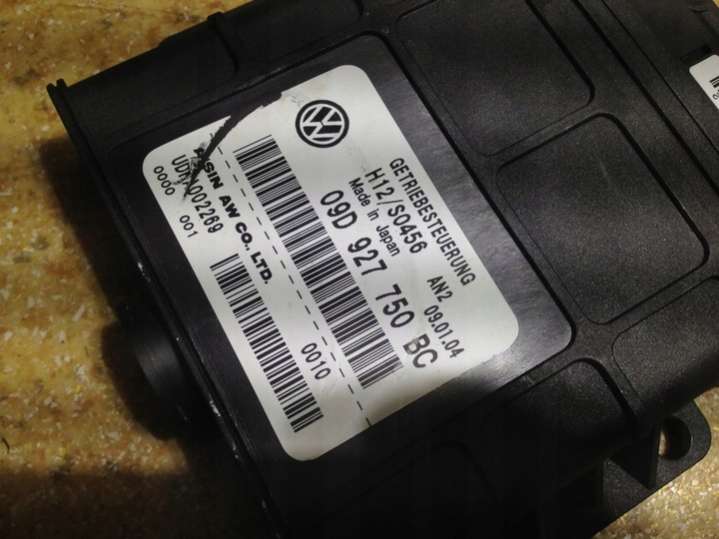 GETRIEBESTEUERUNG
H12/S0456 AN2 09.01.04
Made In Japan
09D 927 750 BC
AISIN AW CO., LTD.
0010
002269
0000 001